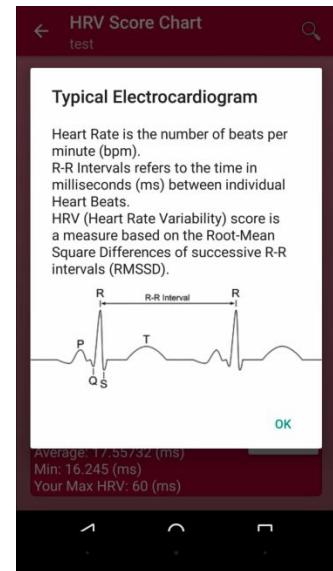 HRV Score Chart
test
Typical Electrocardiogram
Heart Rate is the number of beats per
minute (bpm).
R-R Intervals refers to the time in
milliseconds (ms) between individual
Heart Beats.
HRV (Heart Rate Variability) score is
a measure based on the Root-Mean
Square Differences of successive R-R
intervals (RMSSD).
R R-R Interval R
P T
Q S
OK
Average: 17.55732 (ms)
Min: 16.245 (ms)
Your Max HRV: 60 (ms)